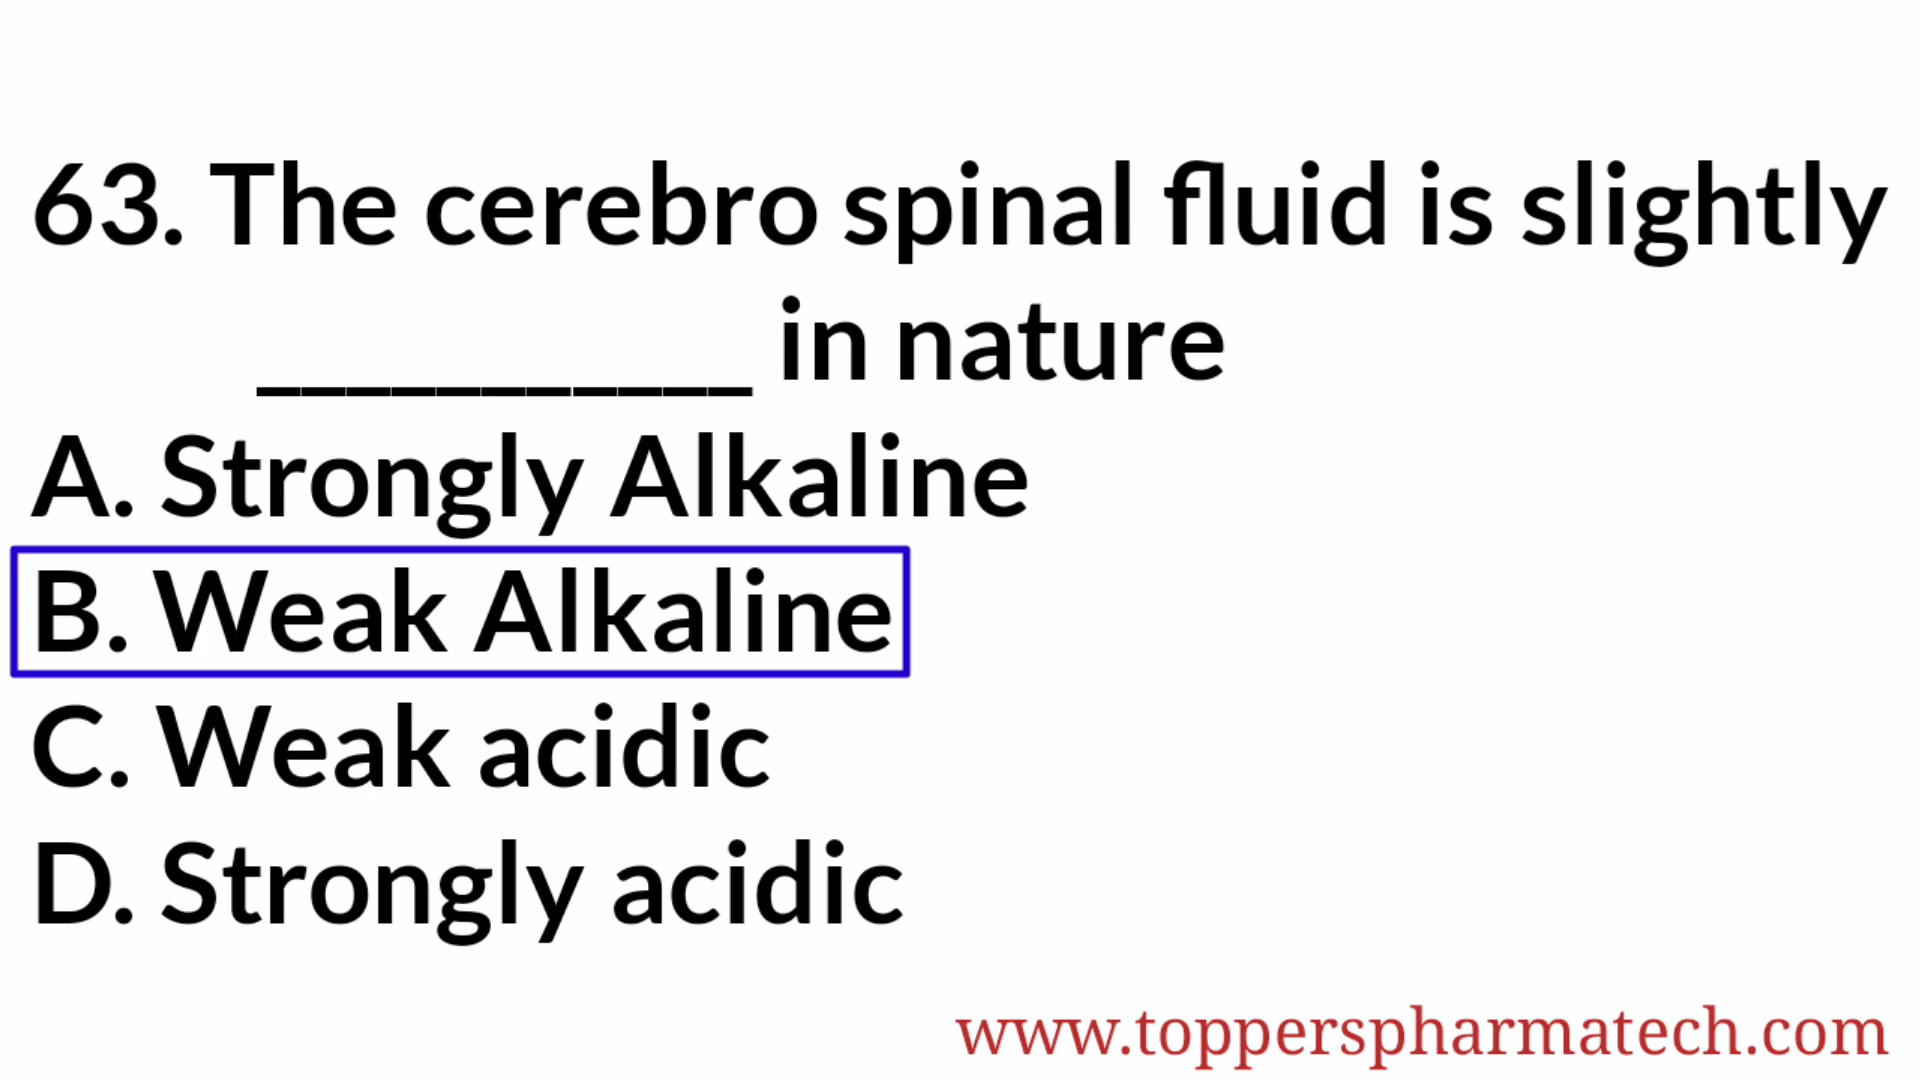 63. The cerebro spinal fluid is slightly
___________ in nature
A. Strongly Alkaline
B. Weak Alkaline
C. Weak acidic
D. Strongly acidic
www.topperspharmatech.com